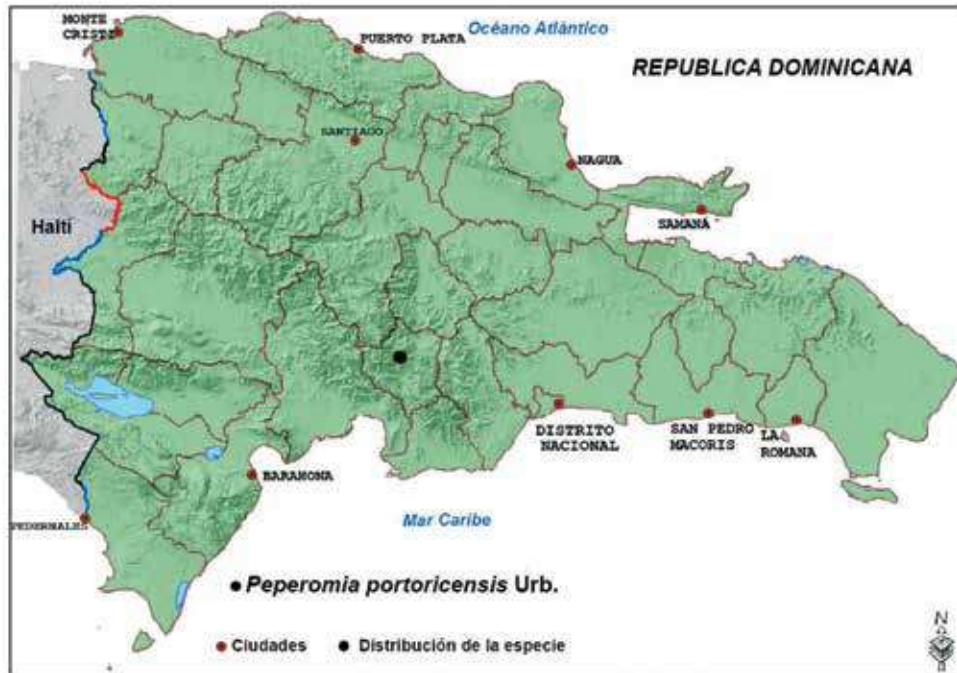 MONTE
CRISTI
PUERTO PLATA
Océano Atlántico
REPUBLICA DOMINICANA
SANTIAGO
NAGUA
SAMANÁ
Haití
DISTRITO
NACIONAL
SAN PEDRO
MACORIS
LA
ROMANA
BARAHONA
PEDERNALES
Mar Caribe
Peperomia portoricensis Urb.
Ciudades
Distribución de la especie
N